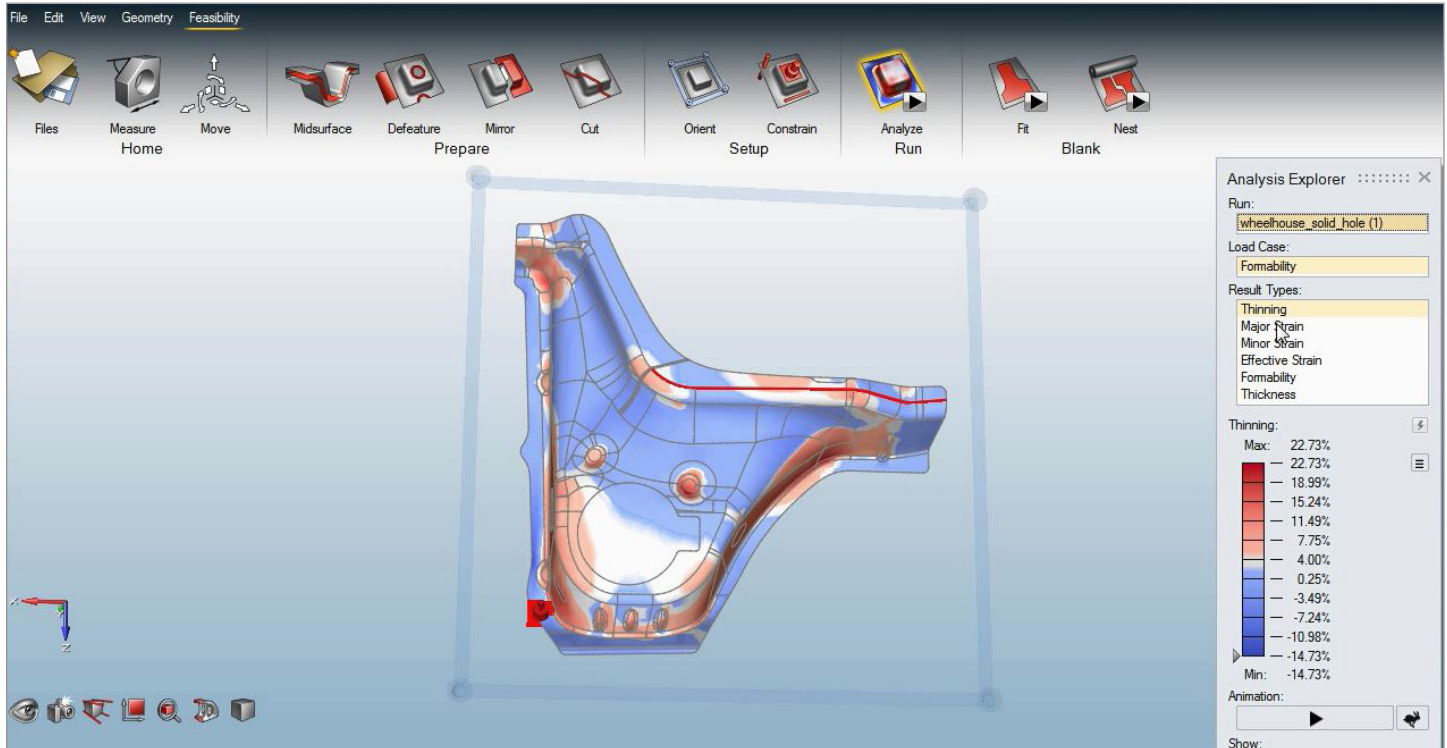 File Edit View Geometry Feasibility
Files Measure Move Midsurface Defeature Mirror Cut Orient Constrain Analyze Fit Nest
Home Prepare Setup Run Blank
Analysis Explorer
Run:
wheelhouse_solid_hole (1)
Load Case:
Formability
Result Types:
Thinning
Major Strain
Minor Strain
Effective Strain
Formability
Thickness
Thinning:
Max: 22.73%
22.73%
18.99%
15.24%
11.49%
7.75%
4.00%
0.25%
-3.49%
-7.24%
-10.98%
-14.73%
Min: -14.73%
Animation:
Show:
X
Y
Z